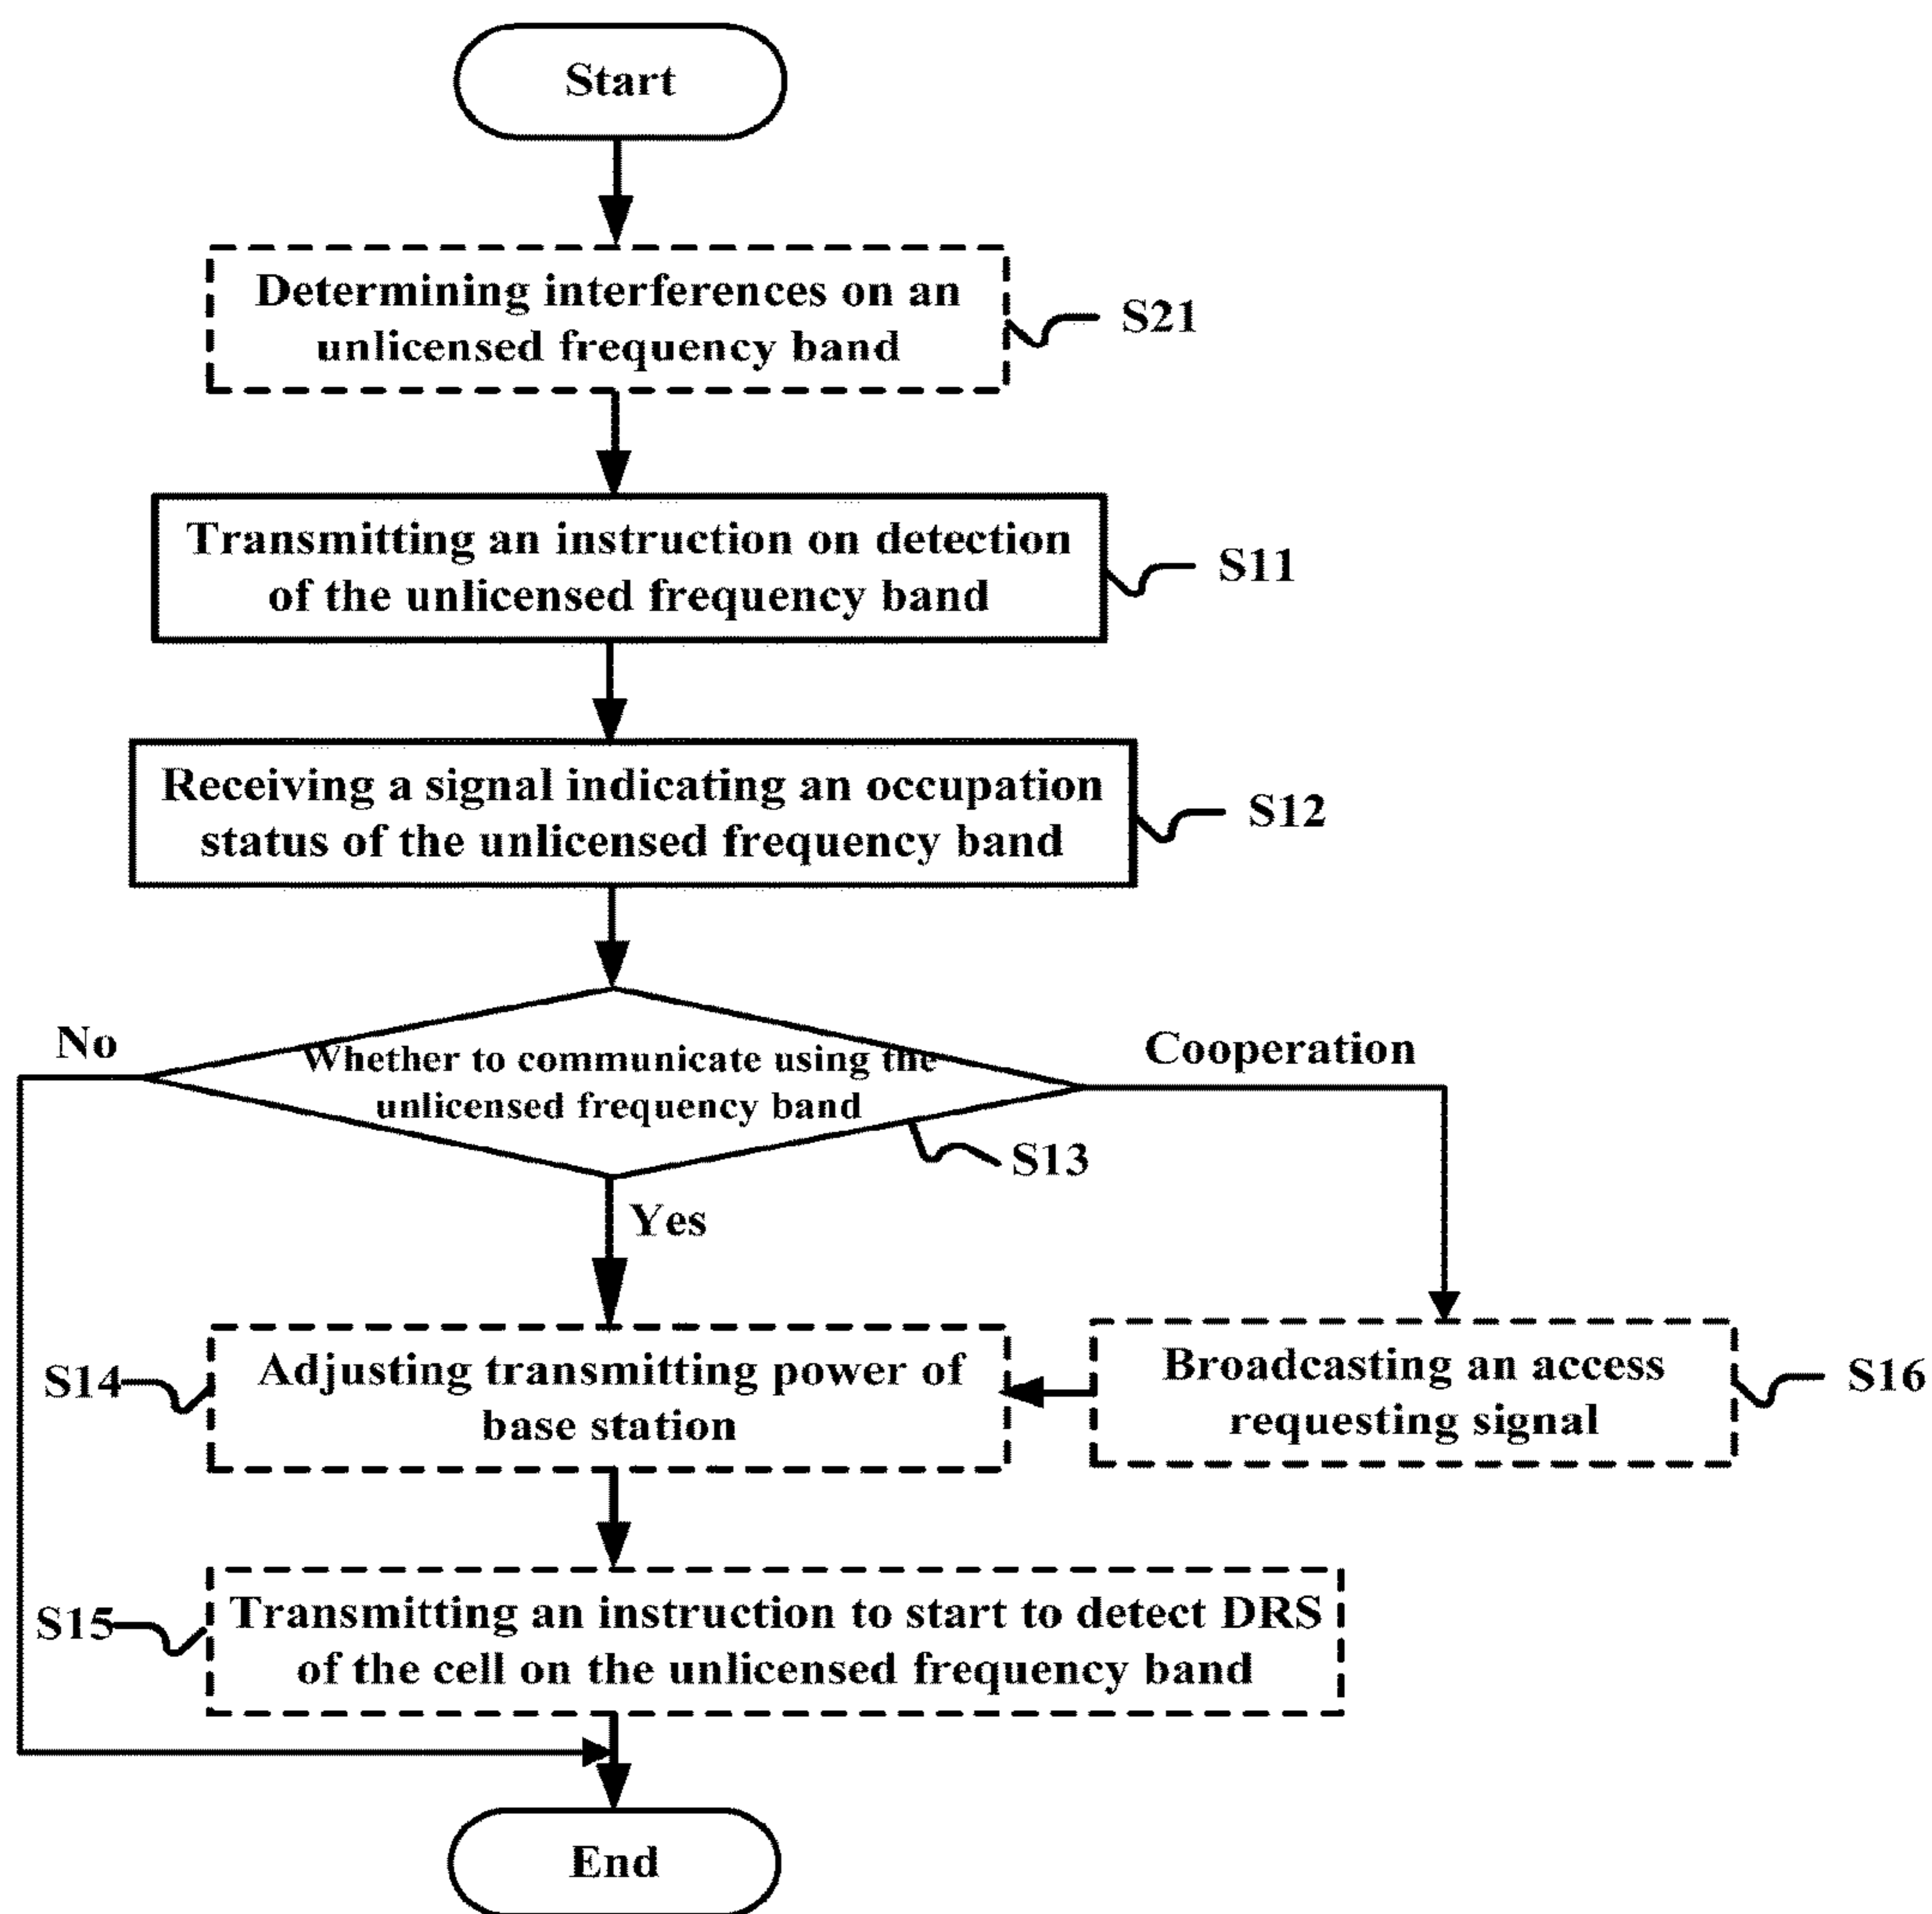 Start
Determining interferences on an
unlicensed frequency band
S21
Transmitting an instruction on detection
of the unlicensed frequency band
S11
Receiving a signal indicating an occupation
status of the unlicensed frequency band
S12
No
Whether to communicate using the
unlicensed frequency band
Cooperation
S13
Yes
S14
Adjusting transmitting power of
base station
Broadcasting an access
requesting signal
S16
S15
Transmitting an instruction to start to detect DRS
of the cell on the unlicensed frequency band
End